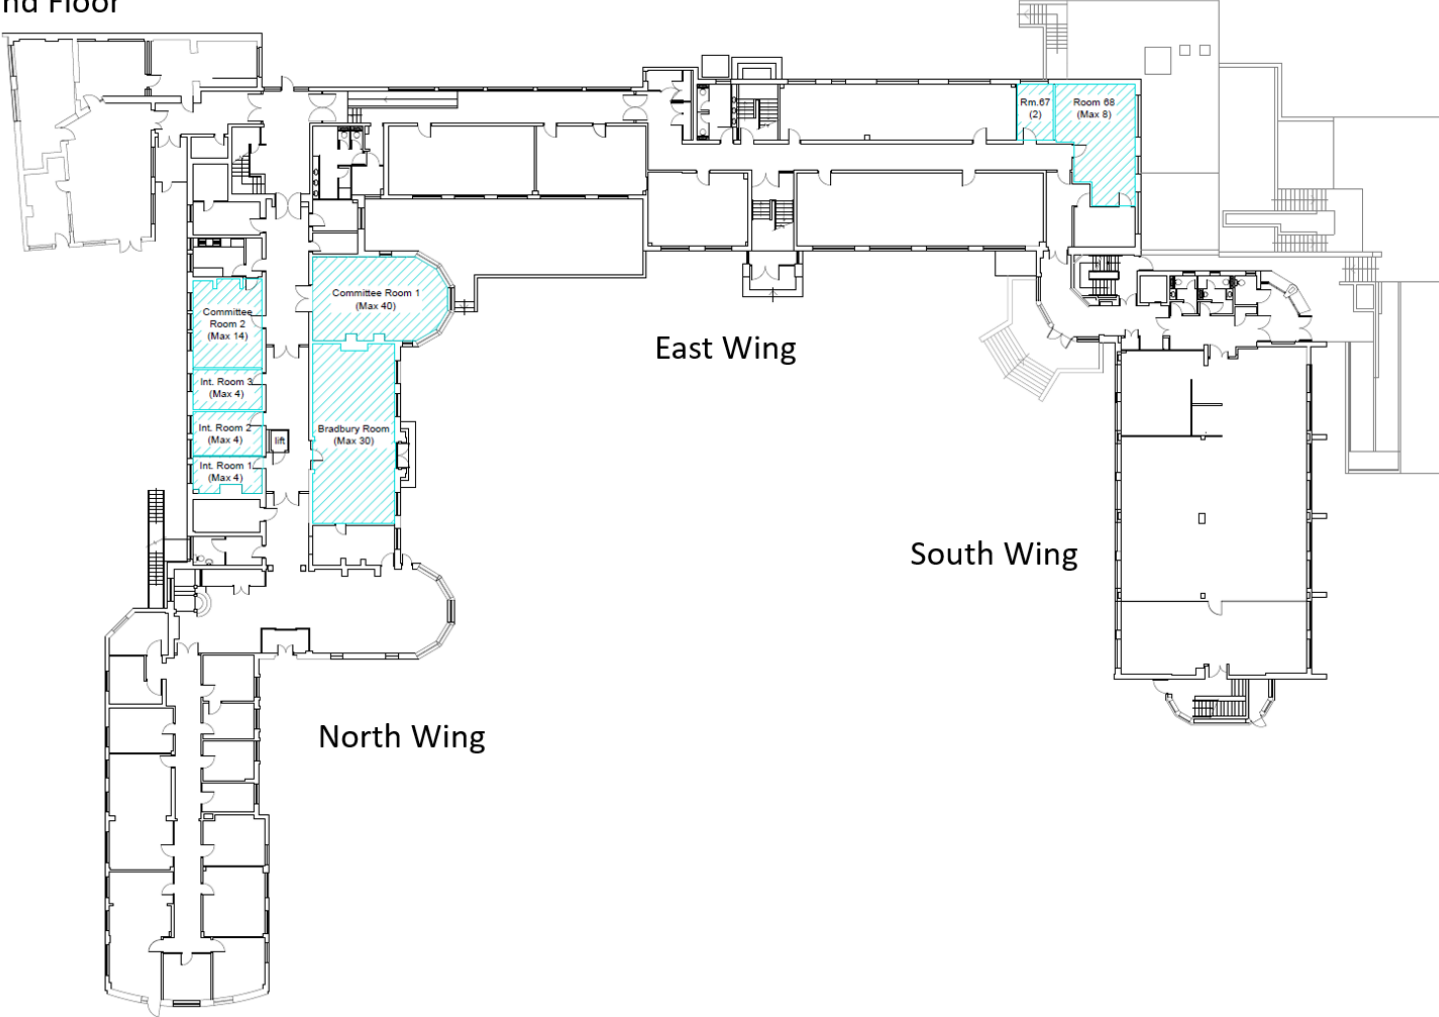 nd Floor
Rm.67
(2)
Room 68
(Max 8)
Committee Room 1
(Max 40)
Committee
Room 2
(Max 14)
Int. Room 3
(Max 4)
Int. Room 2
(Max 4)
lift
Int. Room 1
(Max 4)
Bradbury Room
(Max 30)
East Wing
South Wing
North Wing